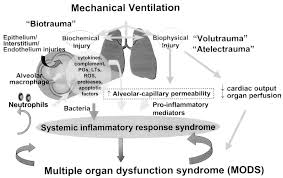 Mechanical Ventilation
"Biotrauma"
Biochemical
Injury
Biophysical
Injury
"Volutrauma"
"Atelectrauma"
Epithelium/
Interstitium/
Endothelium injuries
cytokines,
complement,
PGs, LTs,
ROS,
proteases,
apoptotic
factors
Alveolar
macrophage
Neutrophils
Bacteria
↑ Alveolar-capillary permeability
Pro-inflammatory
mediators
↓ cardiac output
organ perfusion
Systemic inflammatory response syndrome
Multiple organ dysfunction syndrome (MODS)